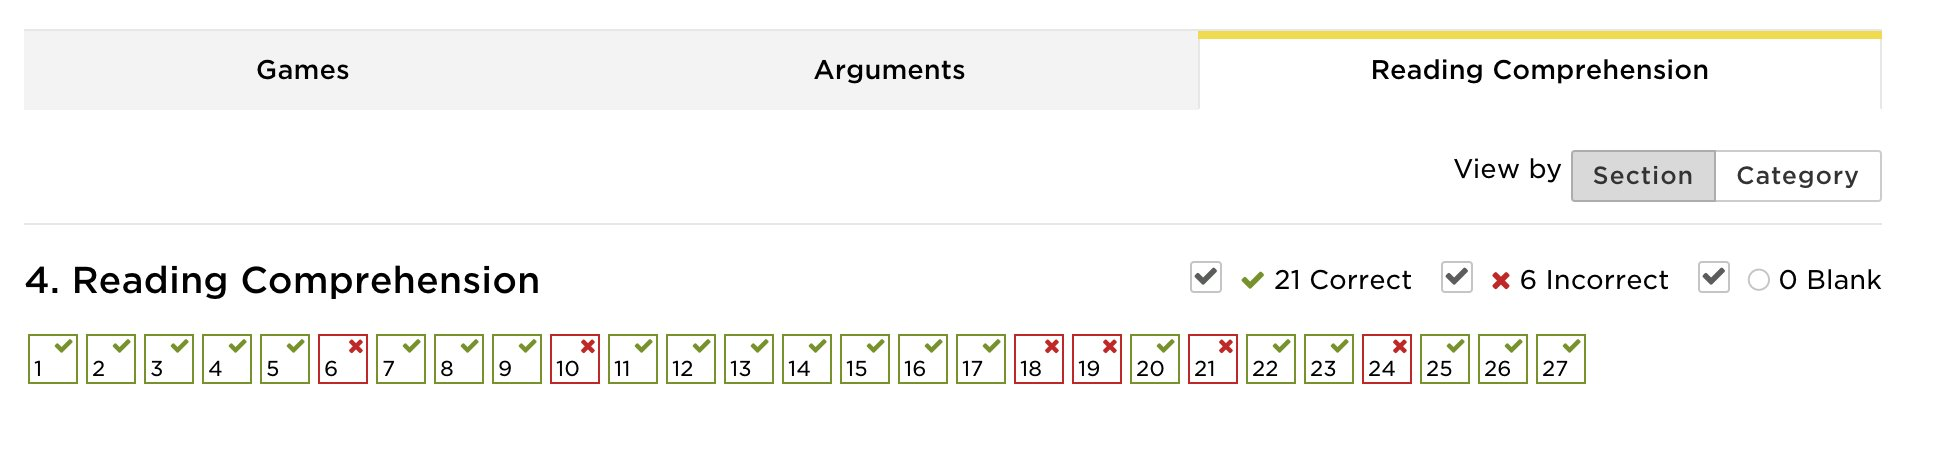 Games Arguments Reading Comprehension
View by Section Category
4. Reading Comprehension 21 Correct 6 Incorrect 0 Blank
1 2 3 4 5 6 7 8 9 10 11 12 13 14 15 16 17 18 19 20 21 22 23 24 25 26 27